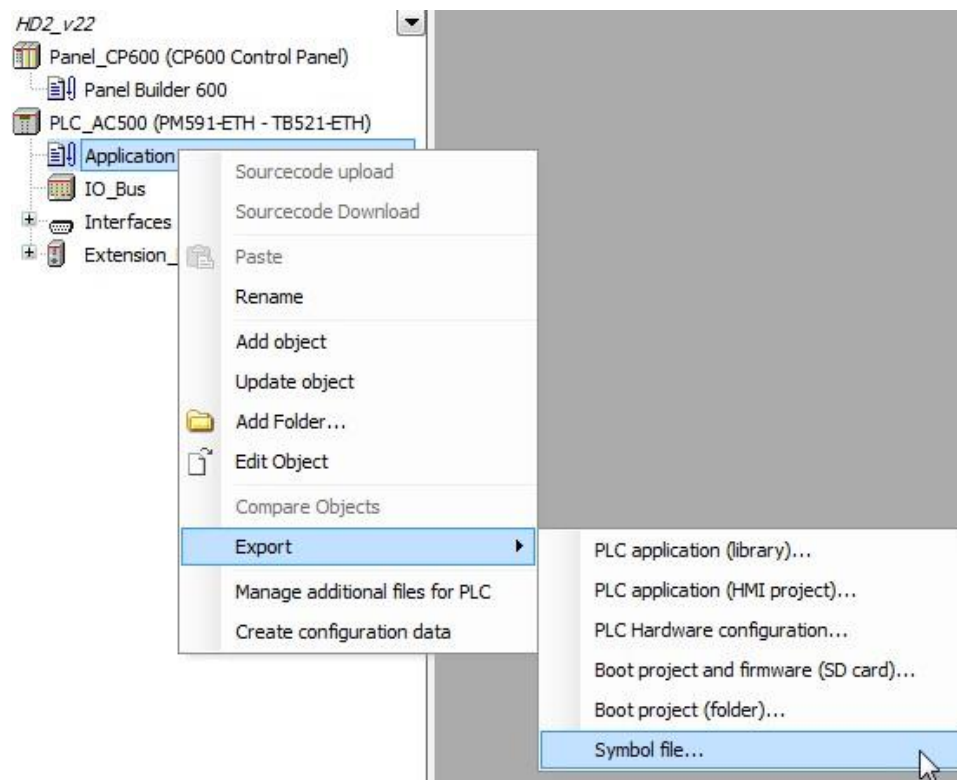 HD2_v22
Panel_CP600 (CP600 Control Panel)
Panel Builder 600
PLC_AC500 (PM591-ETH - TB521-ETH)
Application
IO_Bus
Interfaces
Extension_
Sourcecode upload
Sourcecode Download
Paste
Rename
Add object
Update object
Add Folder...
Edit Object
Compare Objects
Export
Manage additional files for PLC
Create configuration data
PLC application (library)...
PLC application (HMI project)...
PLC Hardware configuration...
Boot project and firmware (SD card)...
Boot project (folder)...
Symbol file...